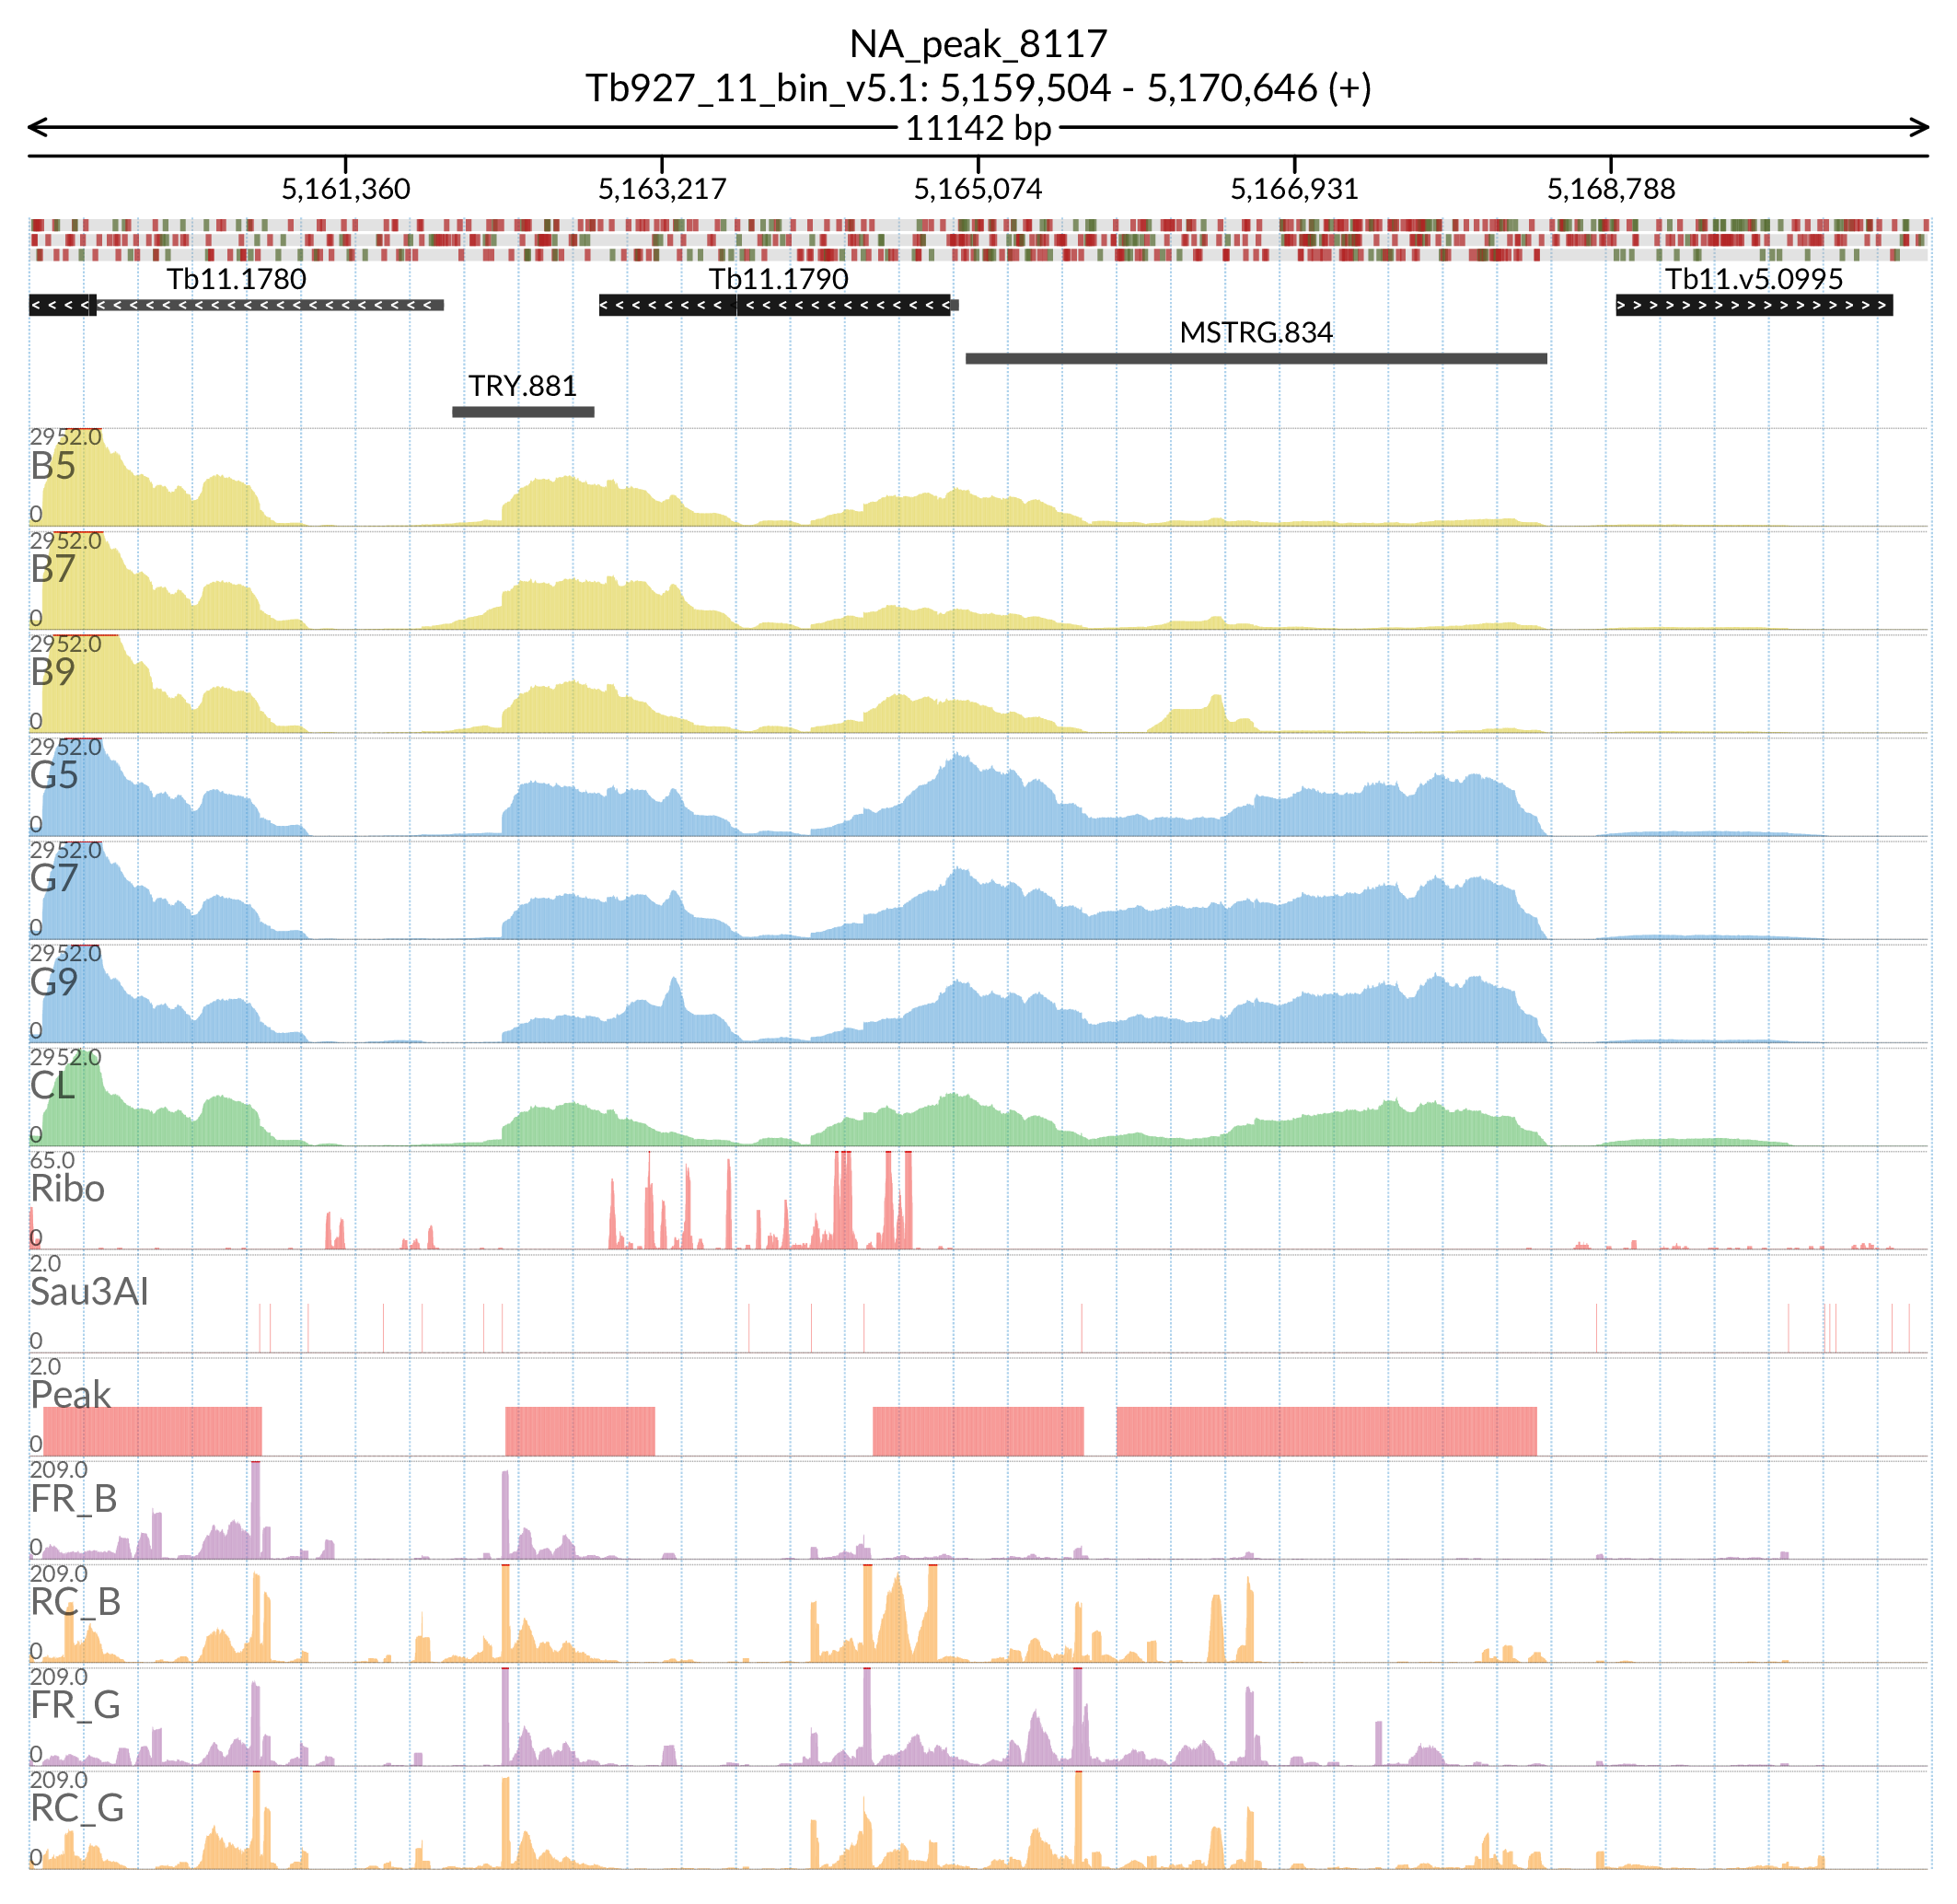 NA_peak_8117
Tb927_11_bin_v5.1: 5,159,504 - 5,170,646 (+)
11142 bp
5,161,360 5,163,217 5,165,074 5,166,931 5,168,788
Tb11.1780 Tb11.1790 Tb11.v5.0995
MSTRG.834
TRY.881
2952.0
B5
0
2952.0
B7
0
2952.0
B9
0
2952.0
G5
0
2952.0
G7
0
2952.0
G9
0
2952.0
CL
0
65.0
Ribo
0
2.0
Sau3AI
0
2.0
Peak
0
209.0
FR_B
0
209.0
RC_B
0
209.0
FR_G
0
209.0
RC_G
0